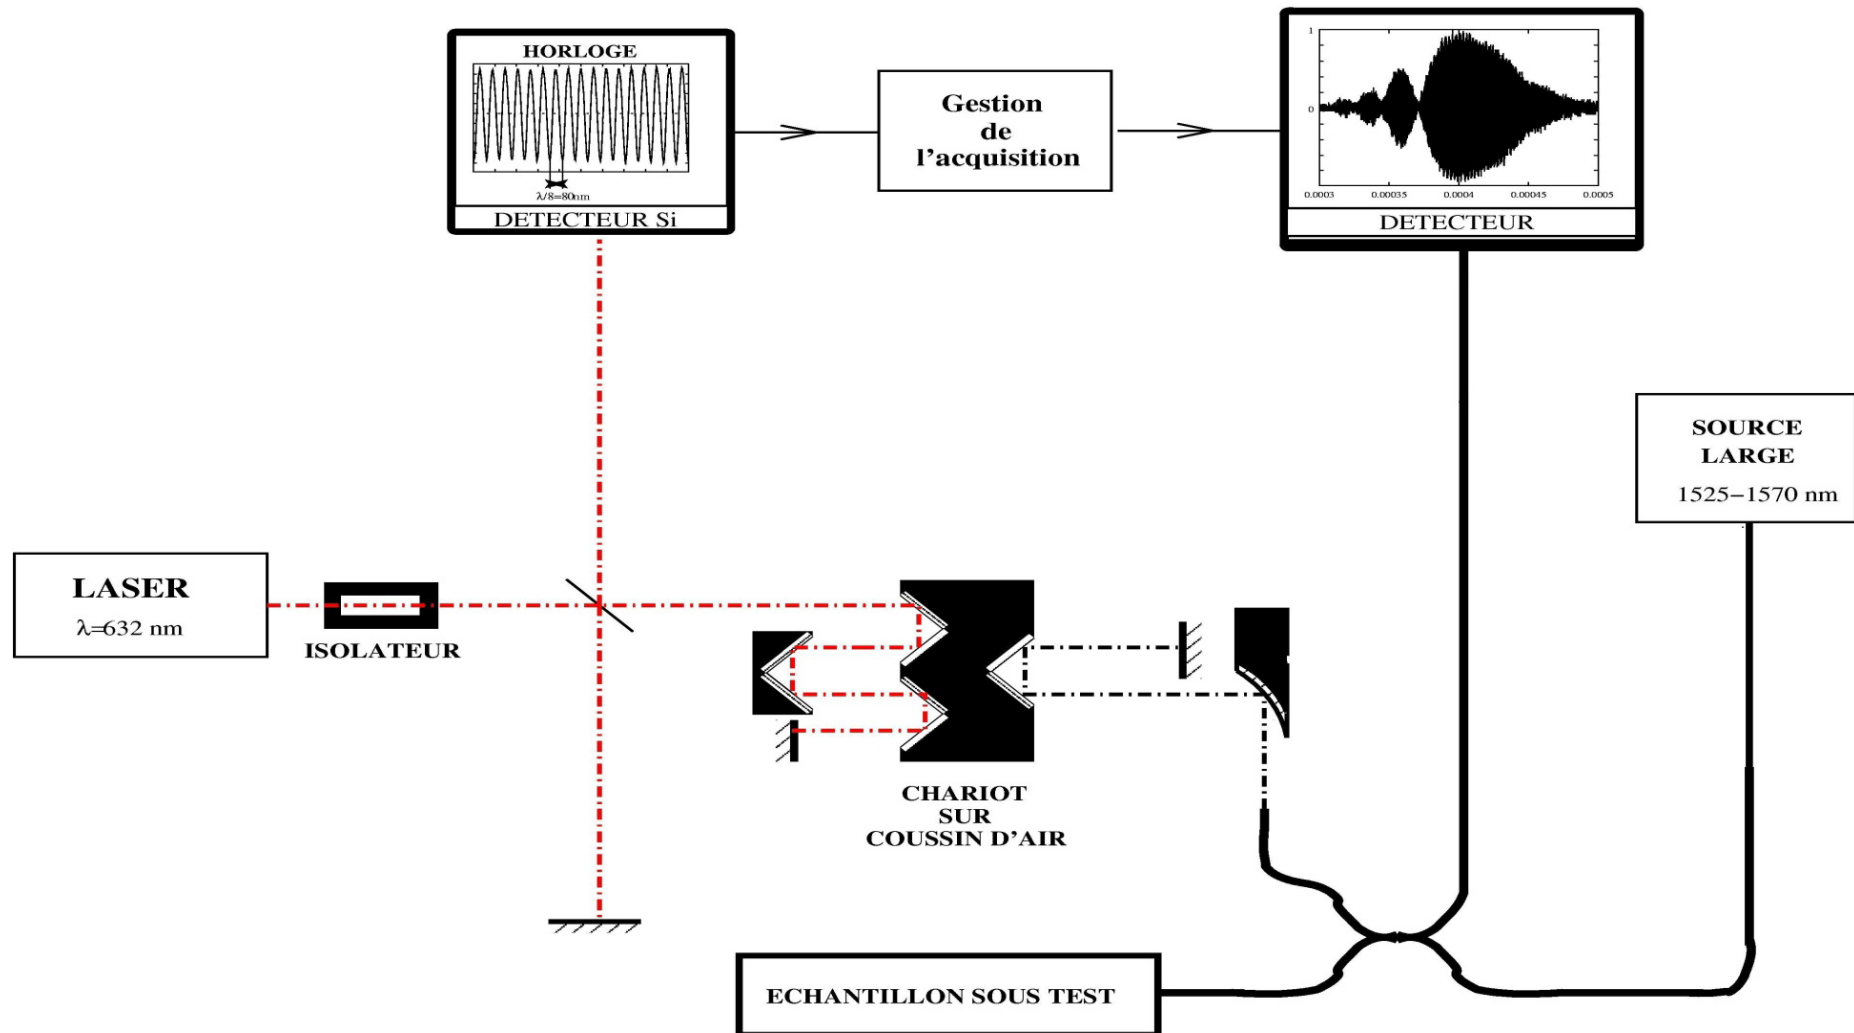 HORLOGE
λ/8=80nm
DETECTEUR Si
Gestion
de
l'acquisition
1
0
0.0003 0.00035 0.0004 0.00045 0.0005
DETECTEUR
SOURCE
LARGE
1525−1570 nm
LASER
λ=632 nm
ISOLATEUR
CHARIOT
SUR
COUSSIN D'AIR
ECHANTILLON SOUS TEST